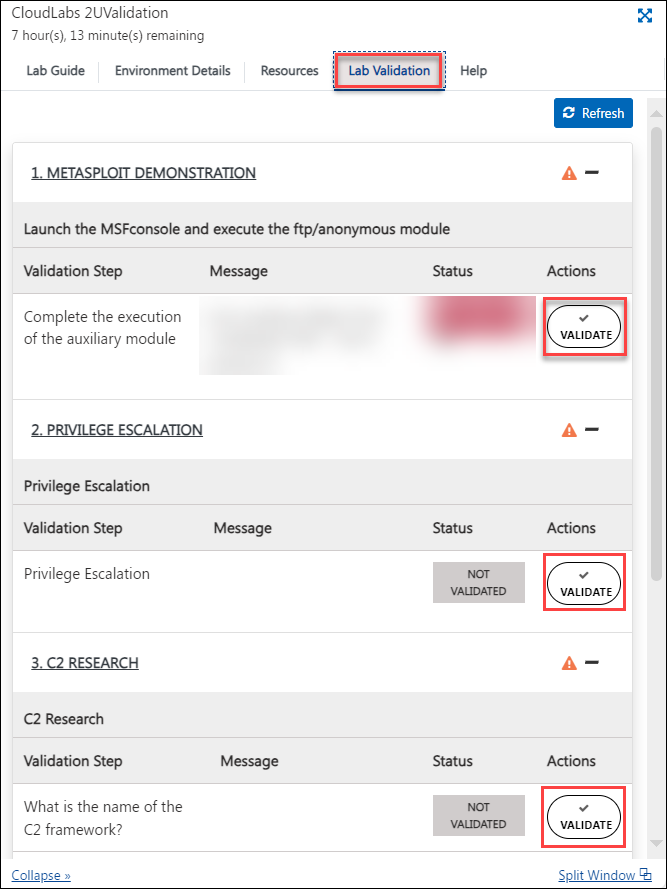 CloudLabs 2UValidation
7 hour(s), 13 minute(s) remaining
Lab Guide Environment Details Resources Lab Validation Help
Refresh
1. METASPLOIT DEMONSTRATION
Launch the MSFconsole and execute the ftp/anonymous module
Validation Step Message Status Actions
Complete the execution
of the auxiliary module
VALIDATE
2. PRIVILEGE ESCALATION
Privilege Escalation
Validation Step Message Status Actions
Privilege Escalation
NOT
VALIDATED
VALIDATE
3. C2 RESEARCH
C2 Research
Validation Step Message Status Actions
What is the name of the
C2 framework?
NOT
VALIDATED
VALIDATE
Collapse » Split Window